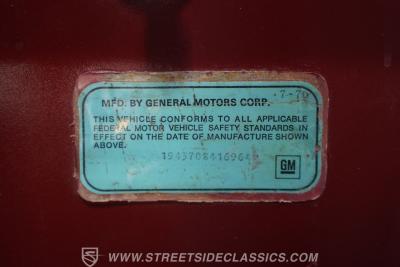 7-70
MFD. BY GENERAL MOTORS CORP.
THIS VEHICLE CONFORMS TO ALL APPLICABLE
FEDERAL MOTOR VEHICLE SAFETY STANDARDS IN
EFFECT ON THE DATE OF MANUFACTURE SHOWN
ABOVE.
GM
WWW.STREETSIDECLASSICS.COM